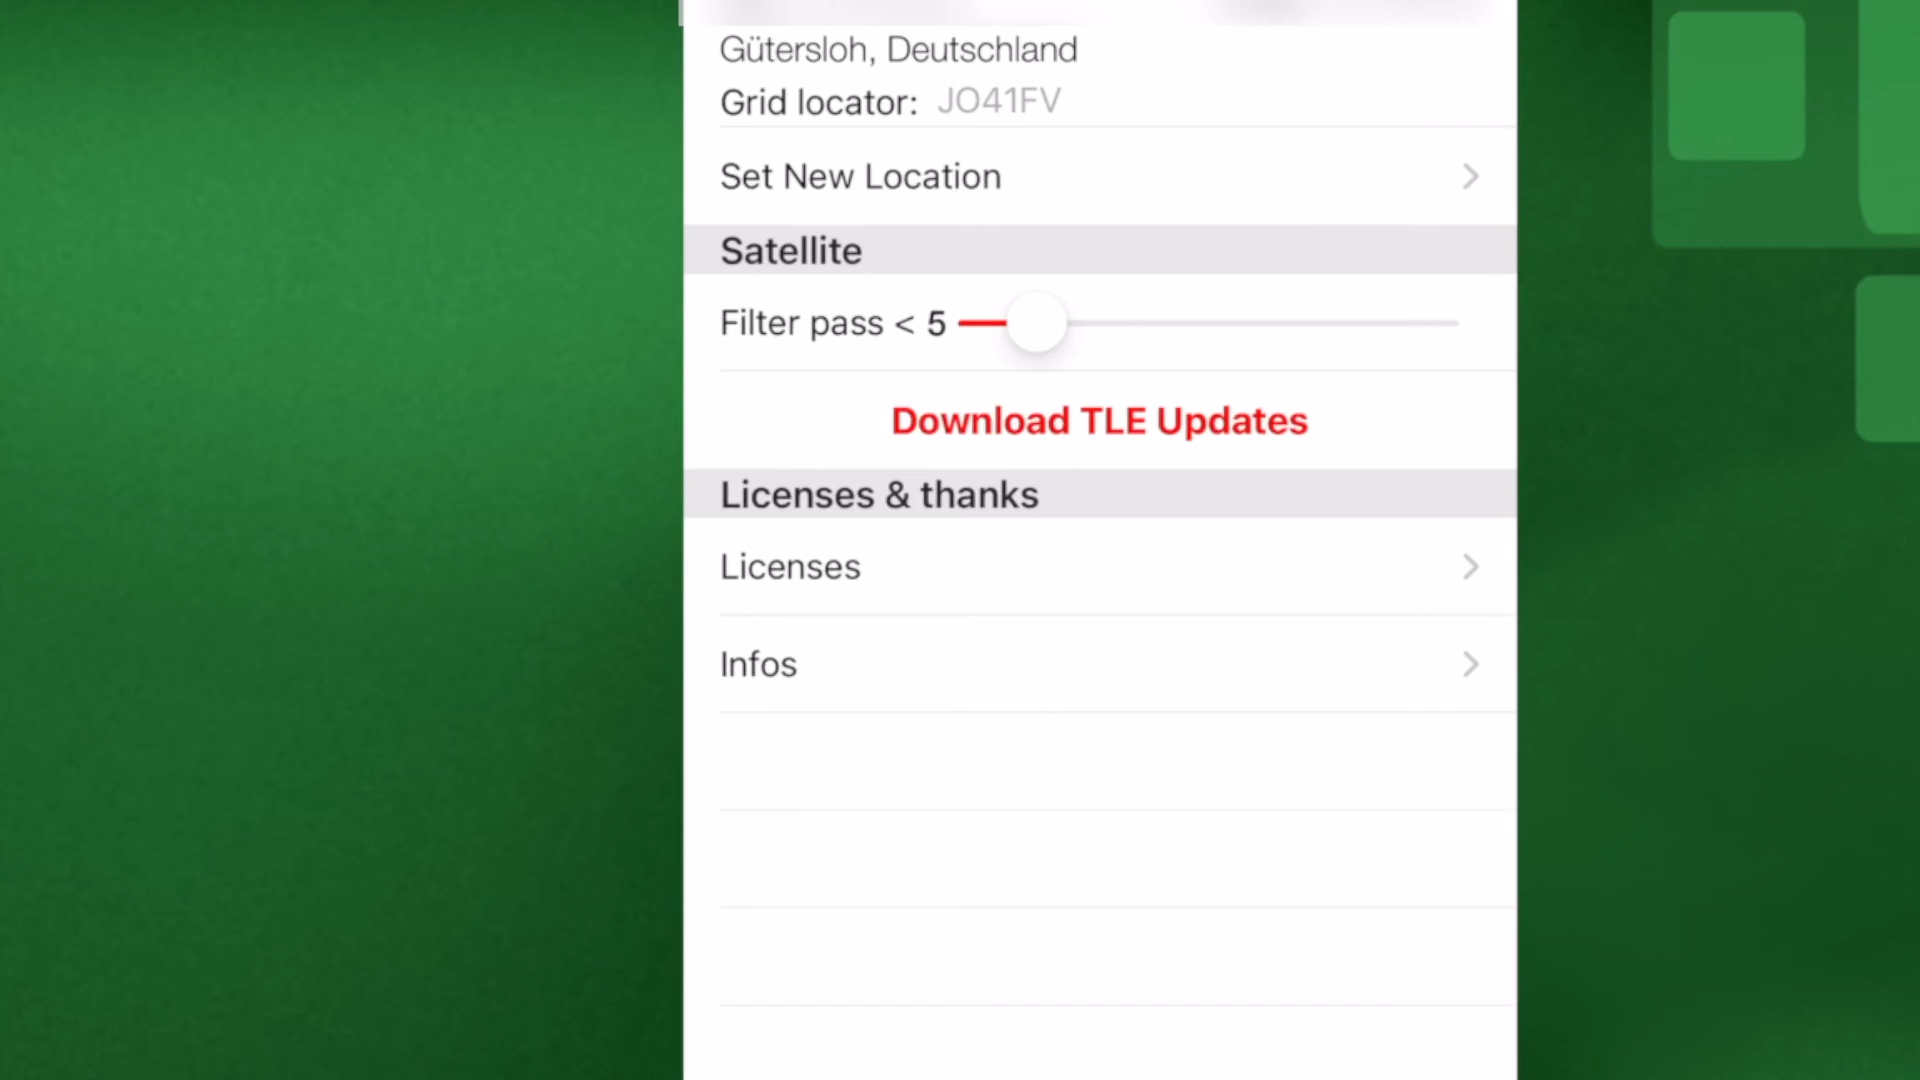 Gütersloh, Deutschland
Grid locator: JO41FV
Set New Location
Satellite
Filter pass < 5
Download TLE Updates
Licenses & thanks
Licenses
Infos